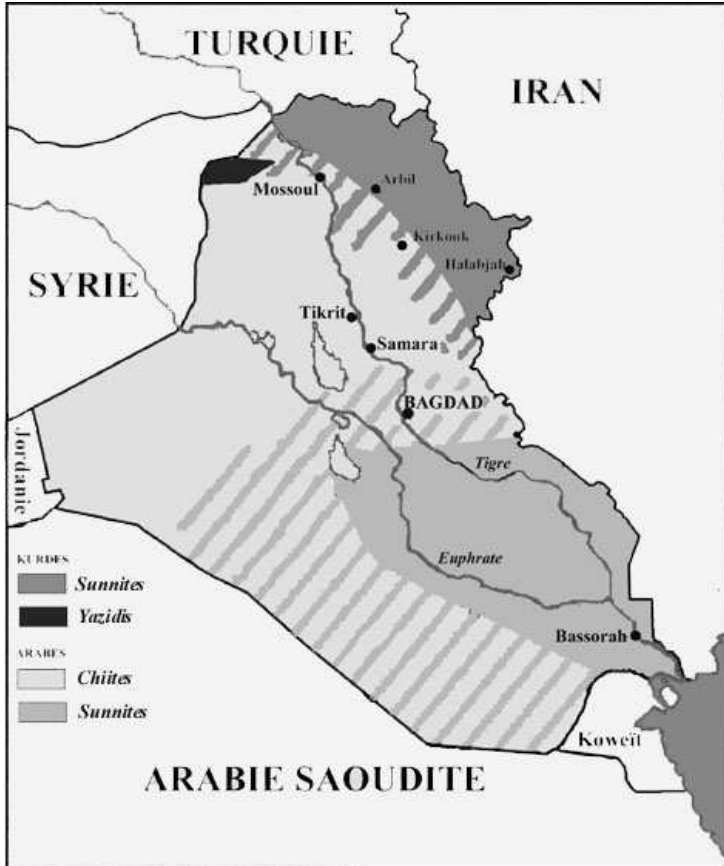 TURQUIE
IRAN
Arbil
Mossoul
Kirkouk
Halabjah
SYRIE
Tikrit
Samara
BAGDAD
Jordanie
Tigre
Euphrate
KURDES
Sunnites
Yazidis
Bassorah
ARABES
Chiites
Sunnites
Koweït
ARABIE SAOUDITE